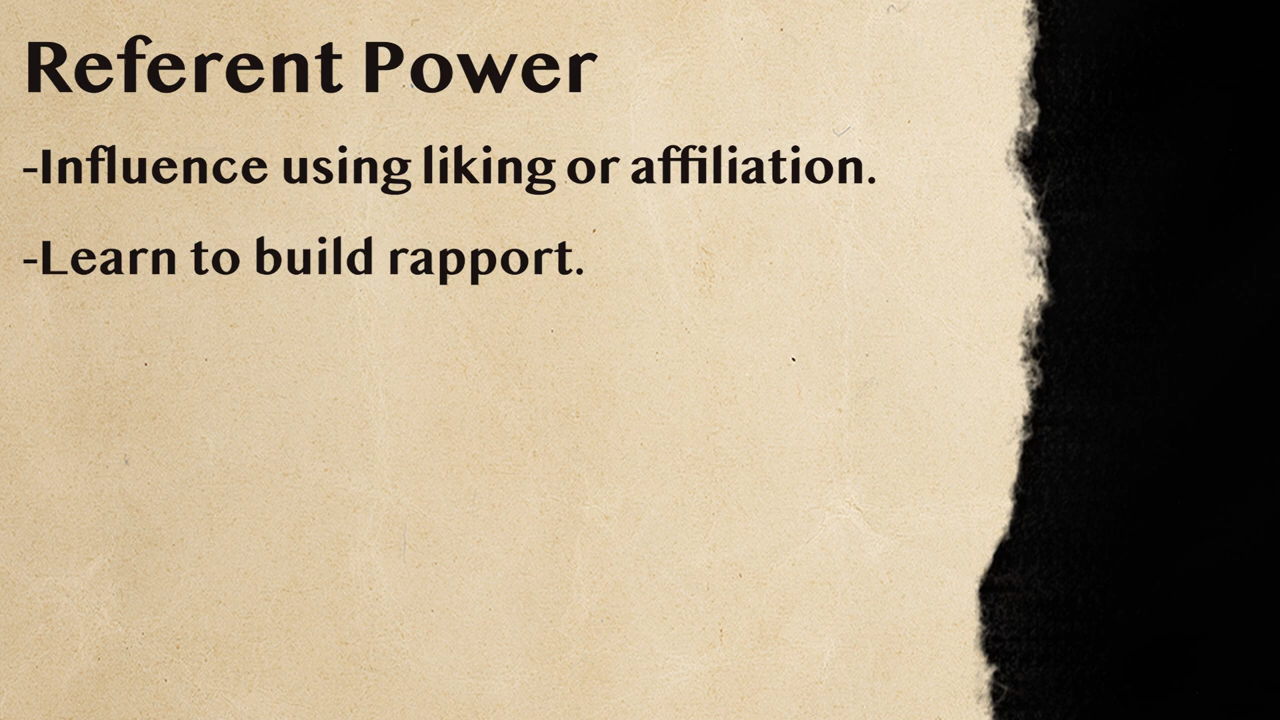 Referent Power
-Influence using liking or affiliation.
-Learn to build rapport.